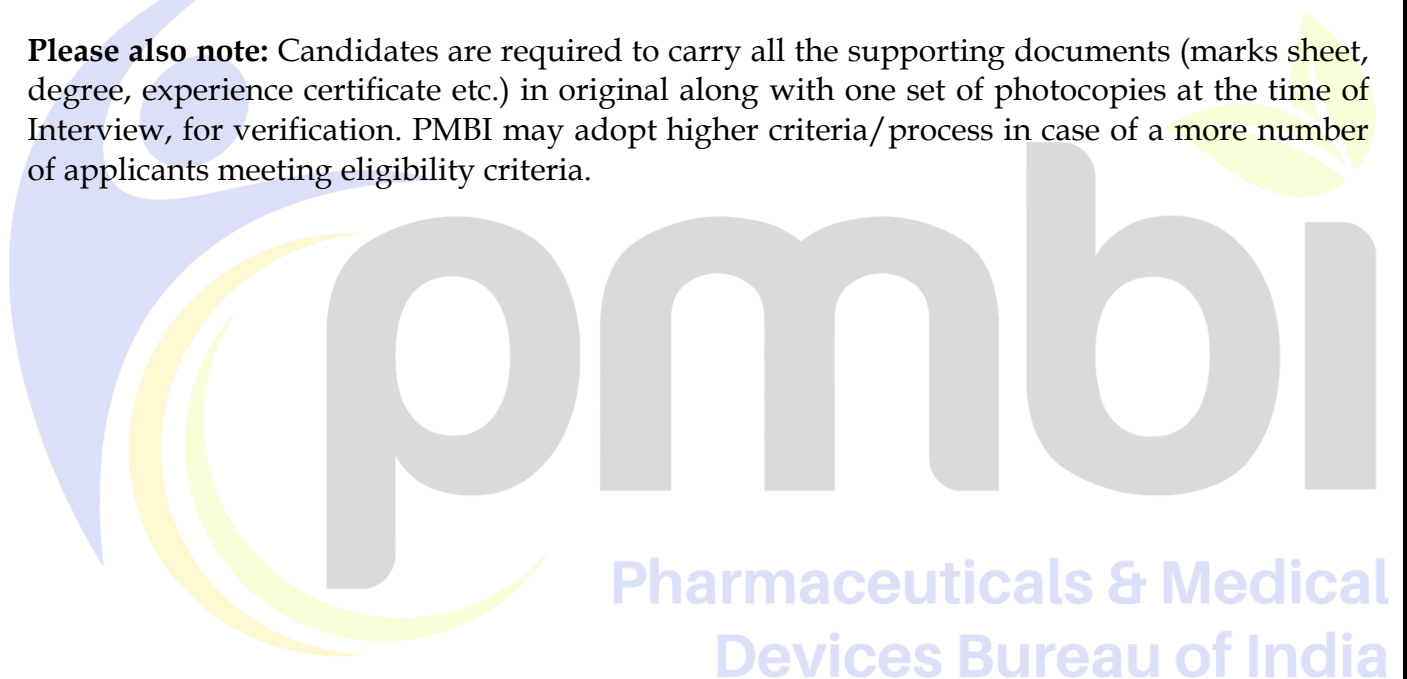 Please also note: Candidates are required to carry all the supporting documents (marks sheet,
degree, experience certificate etc.) in original along with one set of photocopies at the time of
Interview, for verification. PMBI may adopt higher criteria/process in case of a more number
of applicants meeting eligibility criteria.
pmbi
Pharmaceuticals & Medical
Devices Bureau of India